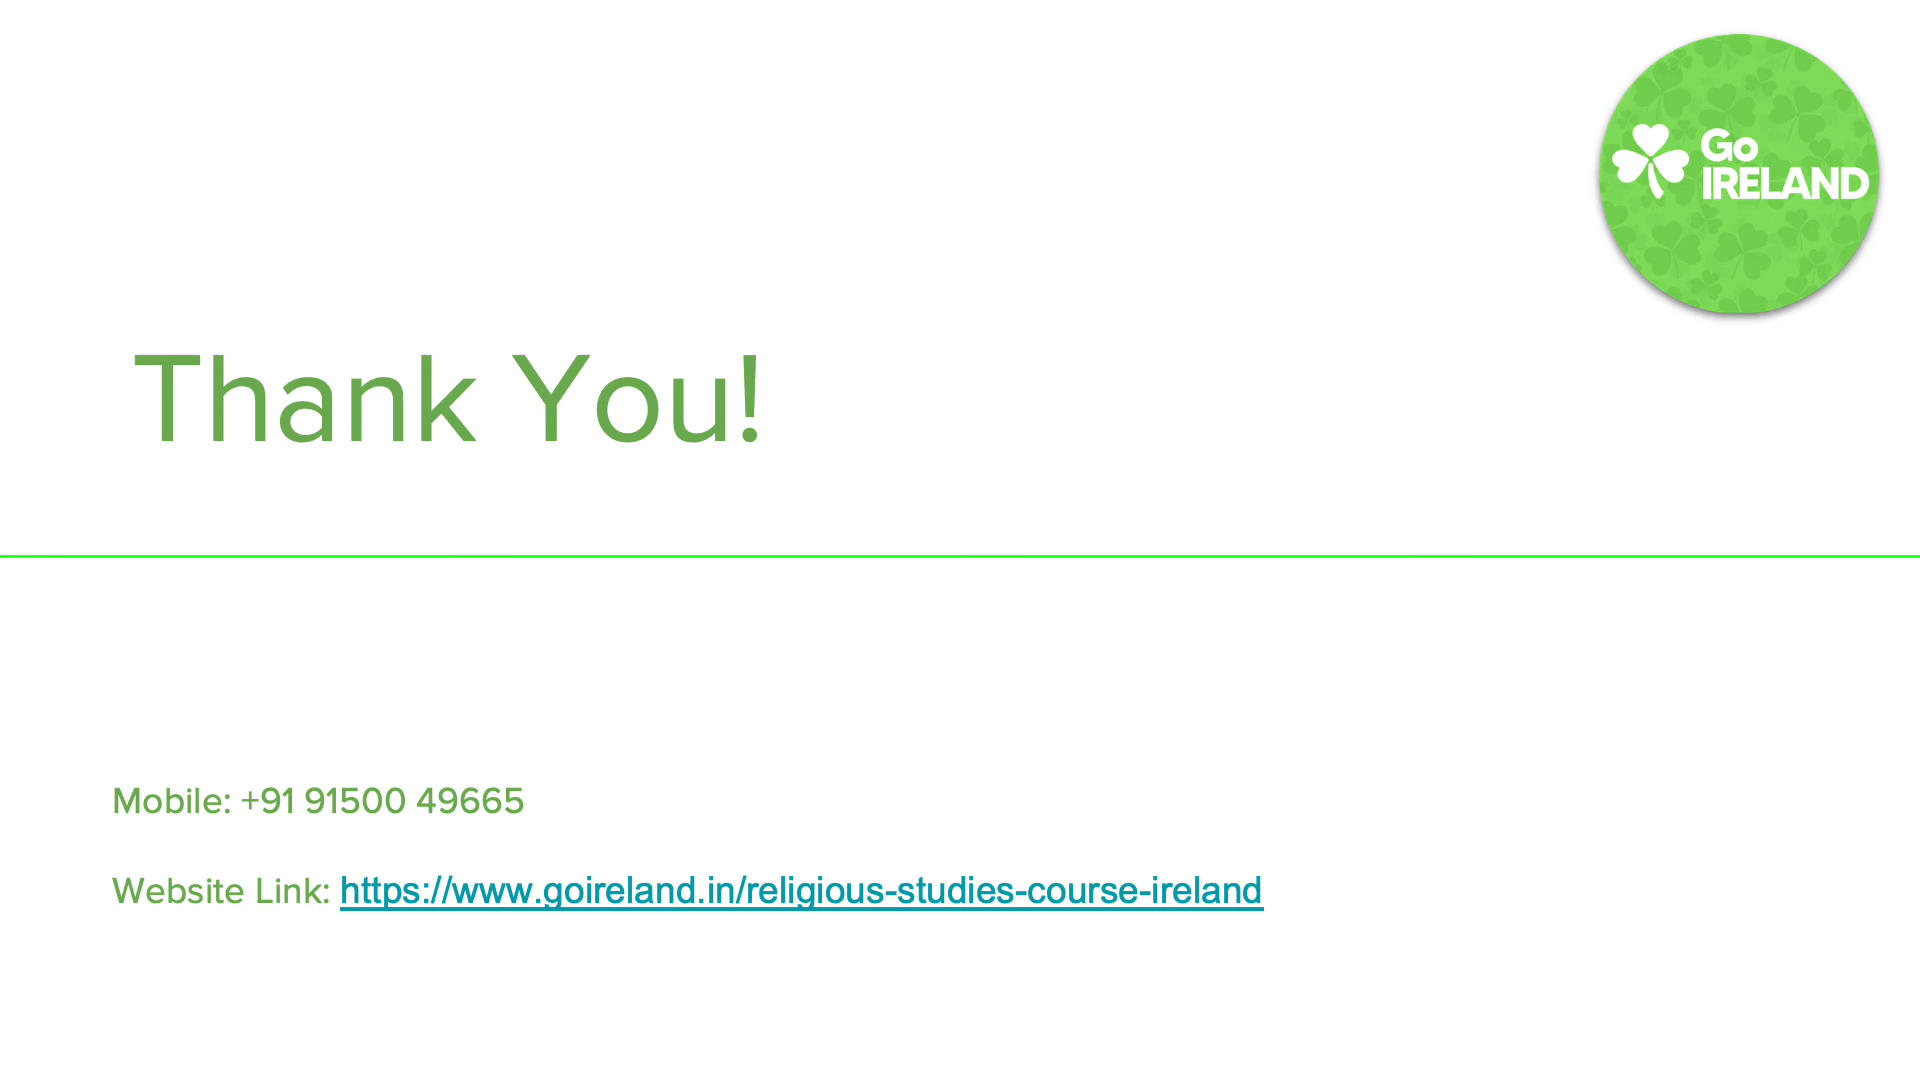 Go
IRELAND
Thank You!
Mobile: +91 91500 49665
Website Link: https://www.goireland.in/religious-studies-course-ireland